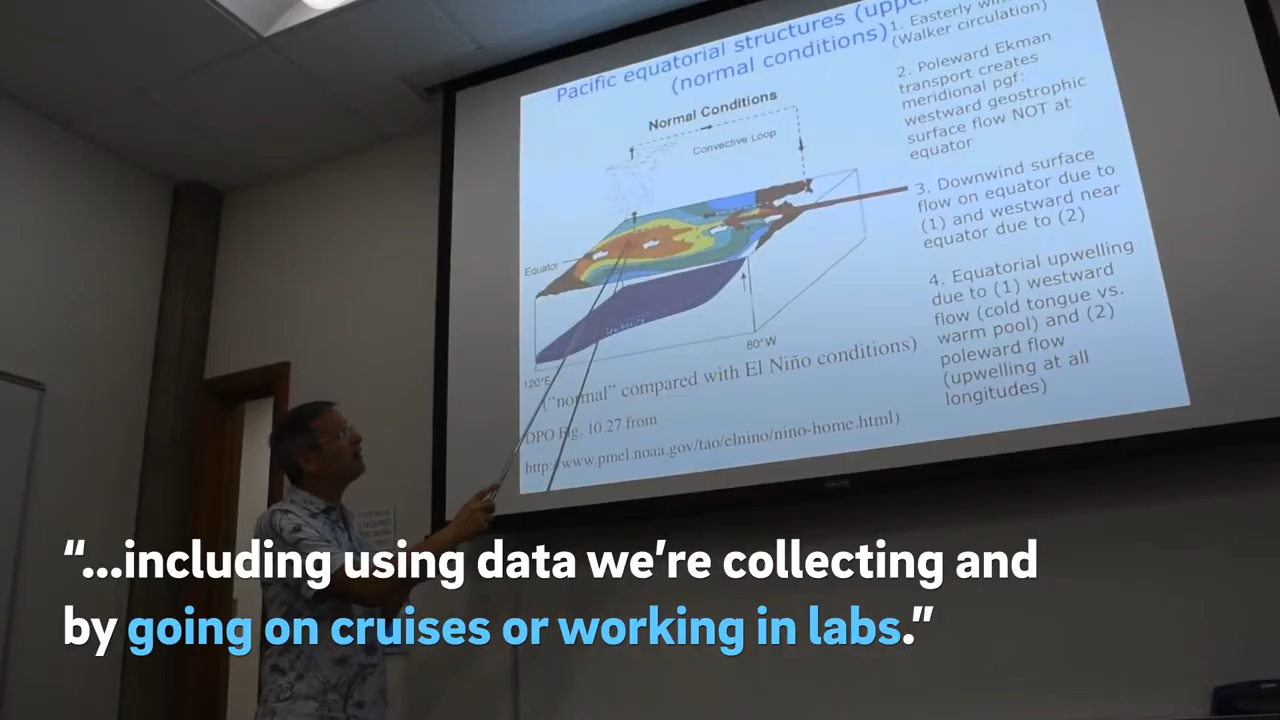 Pacific equatorial structures (upper
(normal conditions)
1. Easterly
(Walker circulation)
2. Poleward Ekman
transport creates
meridional pgf:
westward geostrophic
surface flow NOT at
equator
3. Downwind surface
flow on equator due to
(1) and westward near
equator due to (2)
4. Equatorial upwelling
due to (1) westward
flow (cold tongue vs.
warm pool) and (2)
poleward flow
(upwelling at all
longitudes)
Normal Conditions
Convective Loop
Equator
120°E
80°W
("normal" compared with El Niño conditions)
DPO Fig. 10.27 from
http://www.pmel.noaa.gov/tao/elnino/nino-home.html)
“...including using data we’re collecting and
by going on cruises or working in labs.”